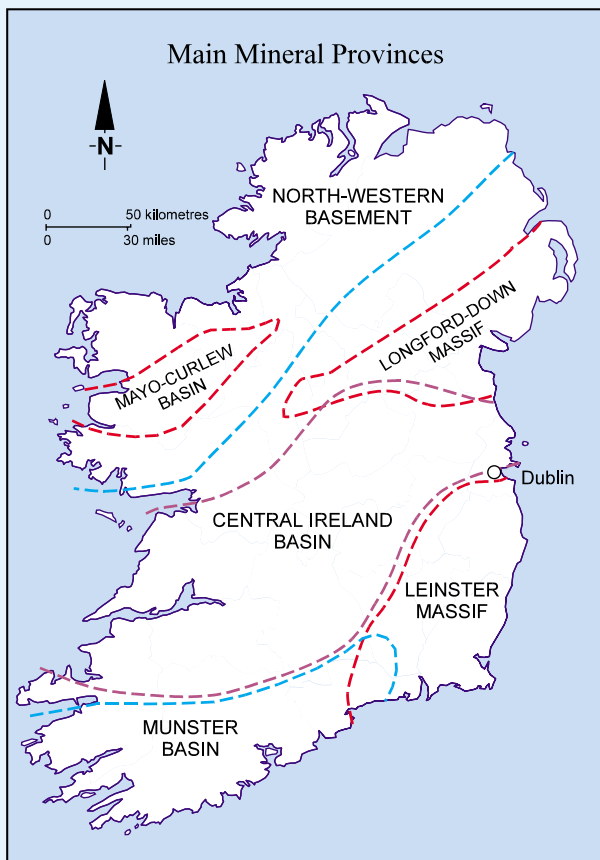 Main Mineral Provinces
N
0 50 kilometres
0 30 miles
NORTH-WESTERN
BASEMENT
LONGFORD-DOWN
MASSIF
MAYO-CURLEW
BASIN
Dublin
CENTRAL IRELAND
BASIN
LEINSTER
MASSIF
MUNSTER
BASIN